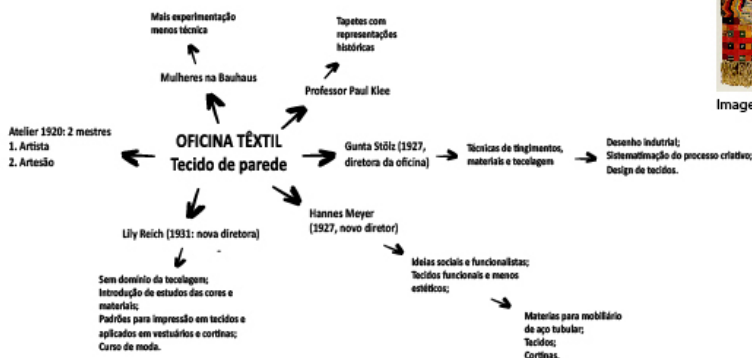 Mais experimentação
menos técnica
Tapetes com
representações
históricas
Mulheres na Bauhaus
Professor Paul Klee
Image
Atelier 1920: 2 mestres
1. Artista
2. Artesão
OFICINA TÊXTIL
Tecido de parede
Gunta Stölz (1927,
diretora da oficina)
Técnicas de tingimentos,
materiais e tecelagem
Desenho indutrial;
Sistematimação do processo criativo;
Design de tecidos.
Lily Reich (1931: nova diretora)
Hannes Meyer
(1927, novo diretor)
Sem domínio da tecelagem;
Introdução de estudos das cores e
materiais;
Padrões para impressão em tecidos e
aplicados em vestuários e cortinas;
Curso de moda.
Ideias sociais e funcionalistas;
Tecidos funcionais e menos
estéticos;
Materias para mobiliário
de aço tubular;
Tecidos;
Cortinas.